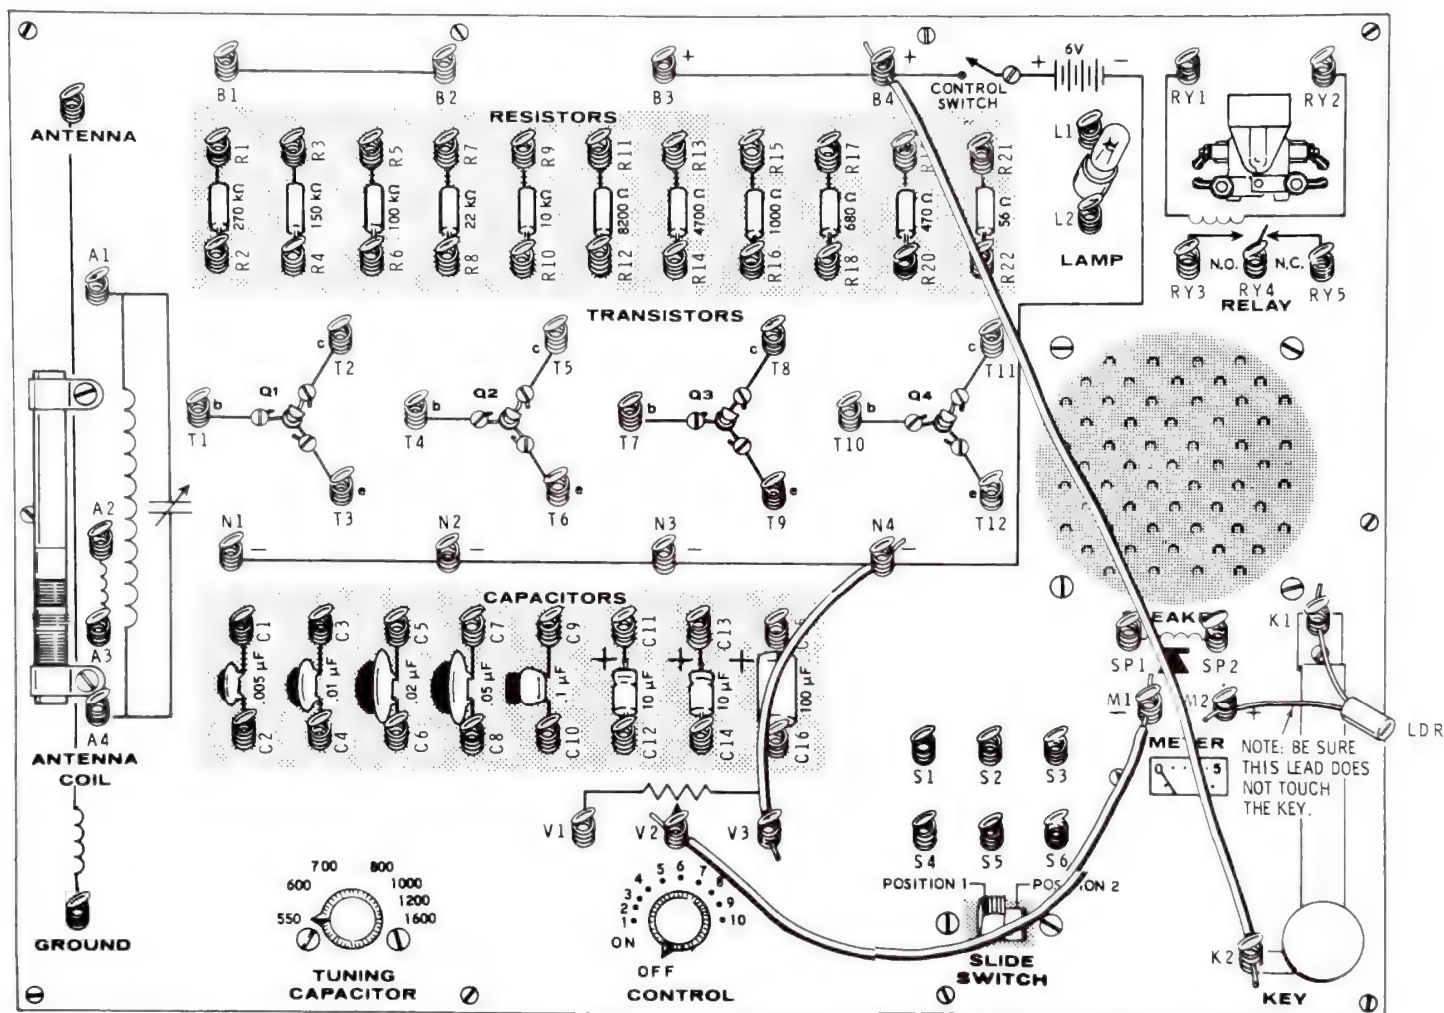 6V
+ + + -
B1 B2 B3 B4 CONTROL SWITCH RY1 RY2
ANTENNA
RESISTORS
L1
R1 R3 R5 R7 R9 R11 R13 R15 R17 R21
270 kΩ 150 kΩ 100 kΩ 22 kΩ 10 kΩ 8200 Ω 4700 Ω 1000 Ω 680 Ω 470 Ω 56 Ω
R2 R4 R6 R8 R10 R12 R14 R16 R18 R20 R22
L2
LAMP
N.O. N.C.
RY3 RY4 RY5
RELAY
A1
TRANSISTORS
c c c c
T2 T5 T8 T11
Q1 Q2 Q3 Q4
b b b b
T1 T4 T7 T10
e e e e
T3 T6 T9 T12
A2
N1 N2 N3 N4
- - - -
CAPACITORS
C1 C3 C5 C7 C9 C11 C13
+ + +
.005 µF .01 µF .02 µF .05 µF .1 µF 10 µF 10 µF 100 µF
C2 C4 C6 C8 C10 C12 C14 C16
A3
A4
ANTENNA
COIL
EAKE
SP1 SP2
K1
M1 M2
- +
METER
0 5
LDR
NOTE: BE SURE
THIS LEAD DOES
NOT TOUCH
THE KEY.
S1 S2 S3
V1 V2 V3
S4 S5 S6
POSITION 1 POSITION 2
SLIDE
SWITCH
550 600 700 800 1000 1200 1600
TUNING
CAPACITOR
1 2 3 4 5 6 7 8 9 10
ON
OFF
CONTROL
GROUND
K2
KEY